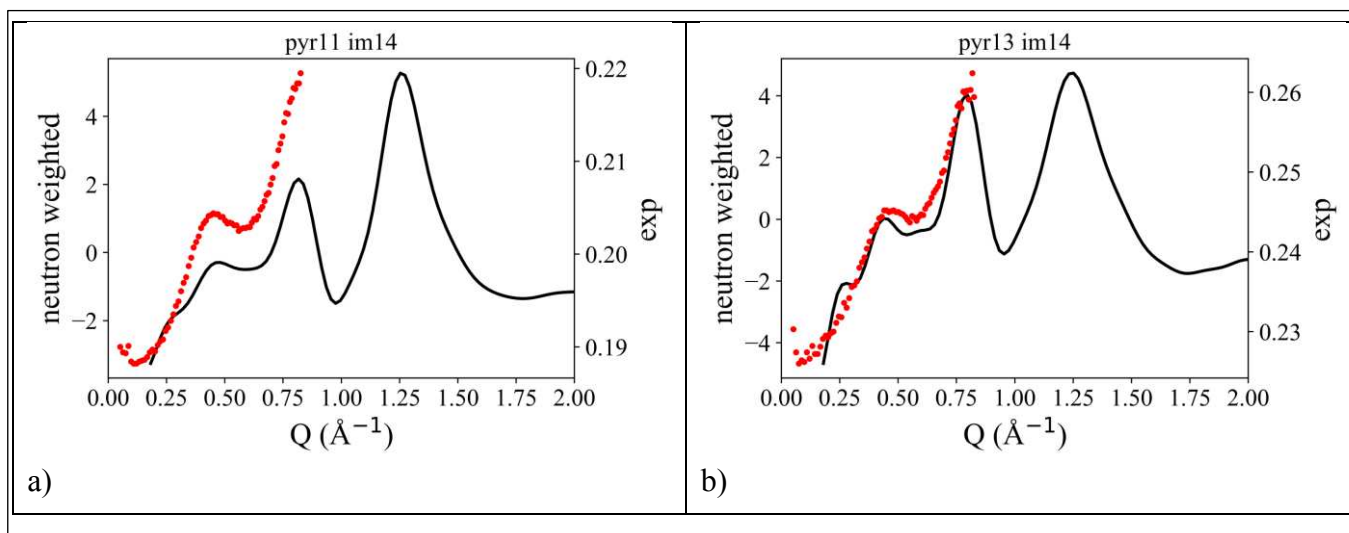 pyr11 im14
neutron weighted
4
2
0
−2
0.22
0.21
0.20
0.19
exp
0.00 0.25 0.50 0.75 1.00 1.25 1.50 1.75 2.00
Q (Å⁻¹)
a)
pyr13 im14
neutron weighted
4
2
0
−2
−4
0.26
0.25
0.24
0.23
exp
0.00 0.25 0.50 0.75 1.00 1.25 1.50 1.75 2.00
Q (Å⁻¹)
b)